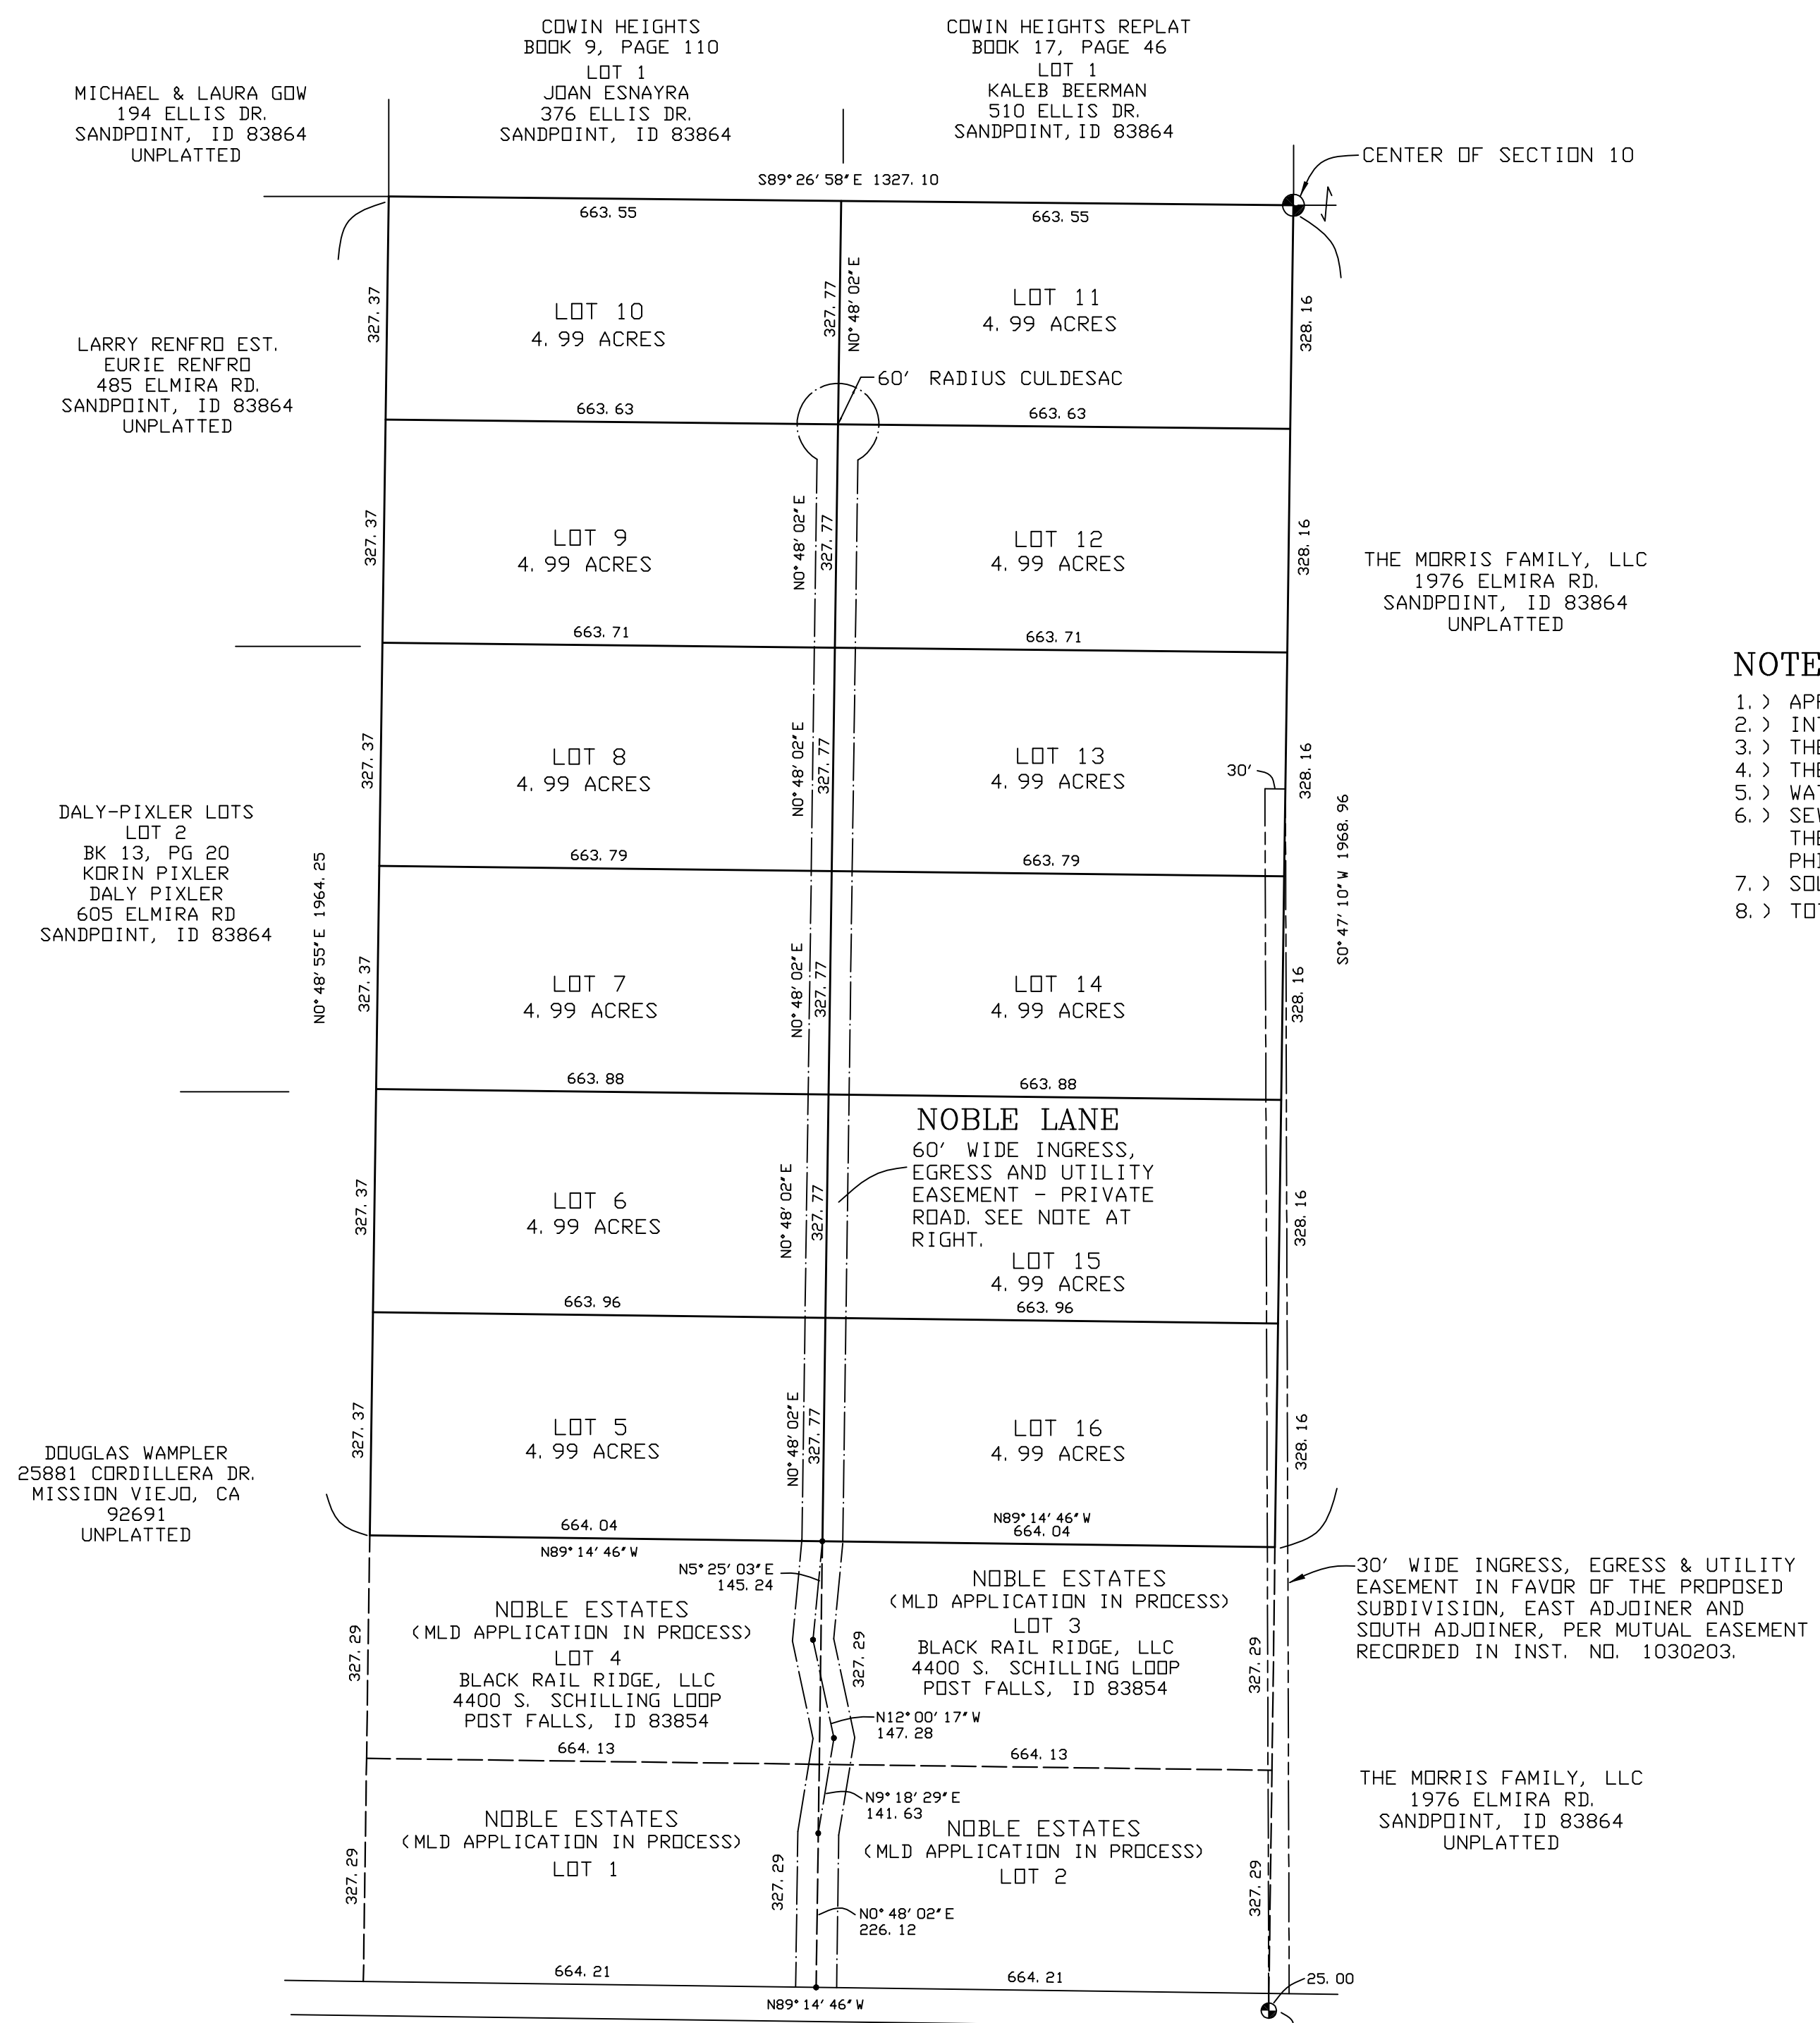 COWIN HEIGHTS
BOOK 9, PAGE 110
LOT 1
JOAN ESNAYRA
376 ELLIS DR.
SANDPOINT, ID 83864
COWIN HEIGHTS REPLAT
BOOK 17, PAGE 46
LOT 1
KALEB BEERMAN
510 ELLIS DR.
SANDPOINT, ID 83864
MICHAEL & LAURA GOW
194 ELLIS DR.
SANDPOINT, ID 83864
UNPLATTED
CENTER OF SECTION 10
S89°26'58"E 1327.10
663.55
663.55
327.37
LOT 10
4.99 ACRES
327.77
N0°48'02"E
LOT 11
4.99 ACRES
328.16
LARRY RENFRO EST.
EURIE RENFRO
485 ELMIRA RD.
SANDPOINT, ID 83864
UNPLATTED
60' RADIUS CULDESAC
663.63
663.63
327.37
LOT 9
4.99 ACRES
N0°48'02"E
327.77
LOT 12
4.99 ACRES
328.16
THE MORRIS FAMILY, LLC
1976 ELMIRA RD.
SANDPOINT, ID 83864
UNPLATTED
663.71
663.71
327.37
LOT 8
4.99 ACRES
N0°48'02"E
327.77
LOT 13
4.99 ACRES
30'
328.16
1.)
2.)
3.)
4.)
5.)
6.)
7.)
8.)
DALY-PIXLER LOTS
LOT 2
BK 13, PG 20
KORIN PIXLER
DALY PIXLER
605 ELMIRA RD
SANDPOINT, ID 83864
N0°48'55"E 1964.25
S0°47'10"W 1968.96
663.79
663.79
327.37
LOT 7
4.99 ACRES
N0°48'02"E
327.77
LOT 14
4.99 ACRES
328.16
663.88
663.88
NOBLE LANE
60' WIDE INGRESS,
EGRESS AND UTILITY
EASEMENT - PRIVATE
ROAD. SEE NOTE AT
RIGHT.
327.37
LOT 6
4.99 ACRES
N0°48'02"E
327.77
LOT 15
4.99 ACRES
328.16
663.96
663.96
327.37
LOT 5
4.99 ACRES
N0°48'02"E
327.77
LOT 16
4.99 ACRES
328.16
DOUGLAS WAMPLER
25881 CORDILLERA DR.
MISSION VIEJO, CA
92691
UNPLATTED
664.04
N89°14'46"W
N89°14'46"W
664.04
N5°25'03"E
145.24
30' WIDE INGRESS, EGRESS & UTILITY
EASEMENT IN FAVOR OF THE PROPOSED
SUBDIVISION, EAST ADJOINER AND
SOUTH ADJOINER, PER MUTUAL EASEMENT
RECORDED IN INST. NO. 1030203.
327.29
NOBLE ESTATES
(MLD APPLICATION IN PROCESS)
LOT 4
BLACK RAIL RIDGE, LLC
4400 S. SCHILLING LOOP
POST FALLS, ID 83854
327.29
NOBLE ESTATES
(MLD APPLICATION IN PROCESS)
LOT 3
BLACK RAIL RIDGE, LLC
4400 S. SCHILLING LOOP
POST FALLS, ID 83854
327.29
N12°00'17"W
147.28
664.13
664.13
N9°18'29"E
141.63
THE MORRIS FAMILY, LLC
1976 ELMIRA RD.
SANDPOINT, ID 83864
UNPLATTED
327.29
NOBLE ESTATES
(MLD APPLICATION IN PROCESS)
LOT 1
327.29
NOBLE ESTATES
(MLD APPLICATION IN PROCESS)
LOT 2
327.29
N0°48'02"E
226.12
664.21
664.21
25.00
N89°14'46"W